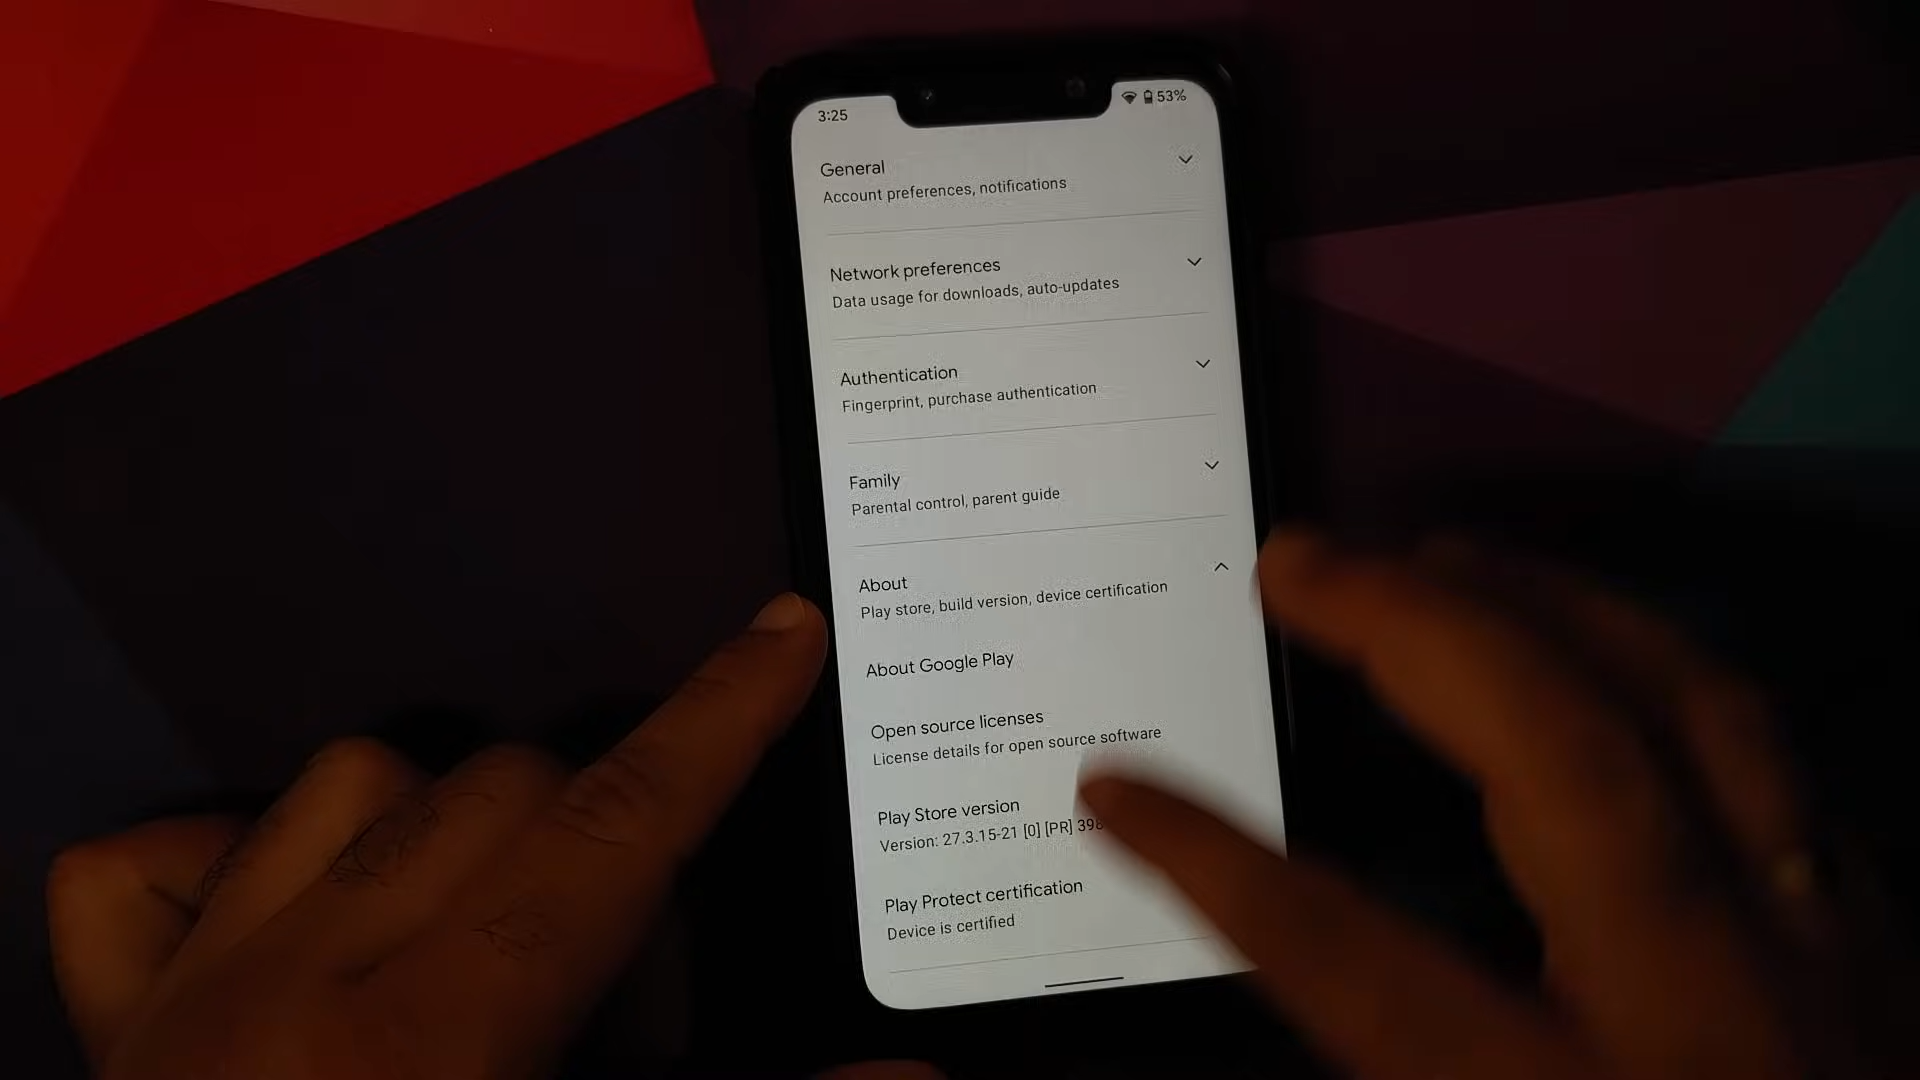 3:25
53%
General
Account preferences, notifications
Network preferences
Data usage for downloads, auto-updates
Authentication
Fingerprint, purchase authentication
Family
Parental control, parent guide
About
Play store, build version, device certification
About Google Play
Open source licenses
License details for open source software
Play Store version
Version: 27.3.15-21 [0] [PR]
Play Protect certification
Device is certified